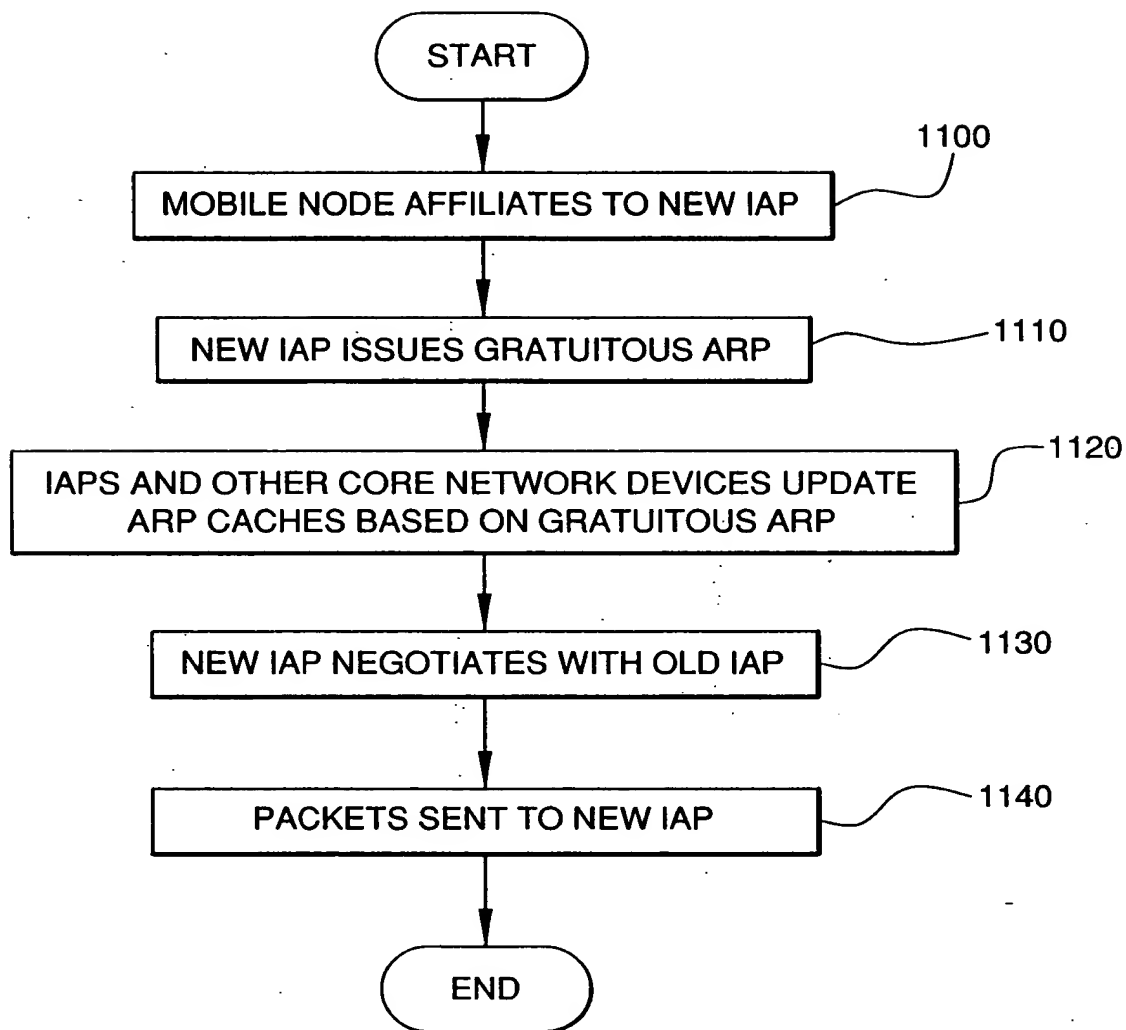 START
1100
MOBILE NODE AFFILIATES TO NEW IAP
1110
NEW IAP ISSUES GRATUITOUS ARP
1120
IAPS AND OTHER CORE NETWORK DEVICES UPDATE
ARP CACHES BASED ON GRATUITOUS ARP
1130
NEW IAP NEGOTIATES WITH OLD IAP
1140
PACKETS SENT TO NEW IAP
END